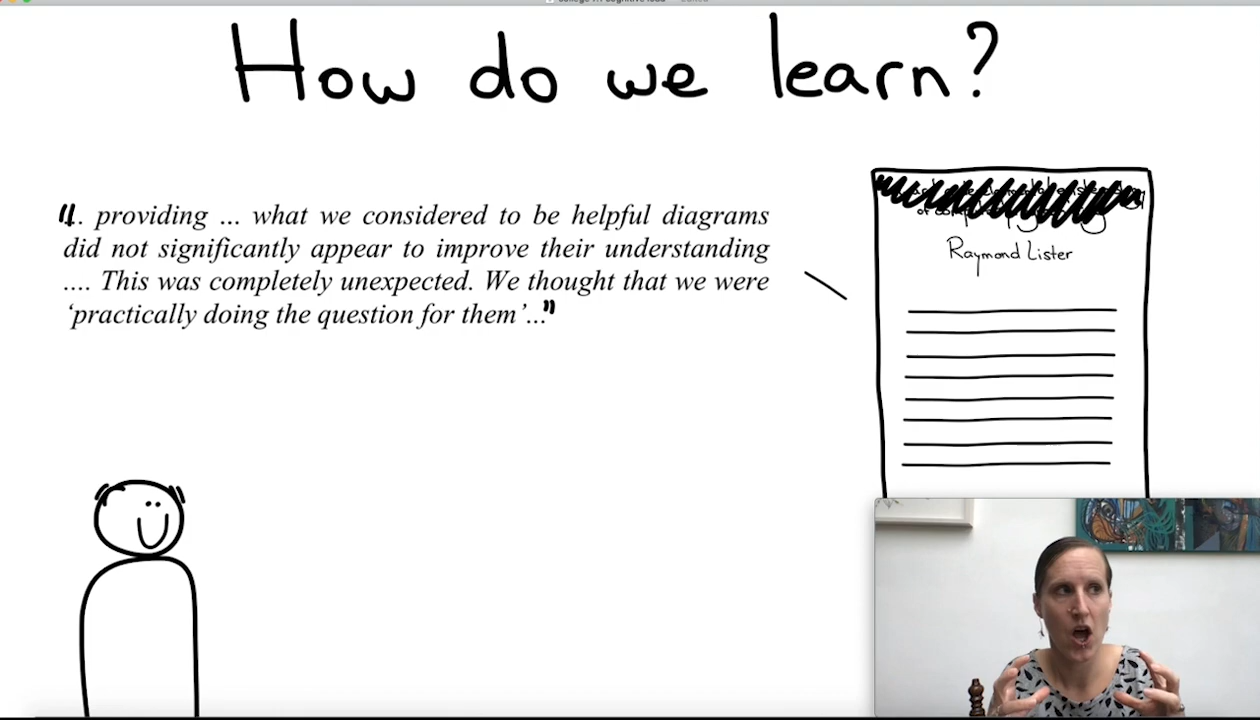 How do we learn?
". providing ... what we considered to be helpful diagrams
did not significantly appear to improve their understanding
.... This was completely unexpected. We thought that we were
‘practically doing the question for them’..."
of
Raymond Lister